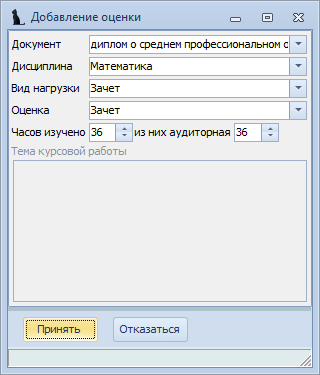 Добавление оценки
Документ диплом о среднем профессиональном о
Дисциплина Математика
Вид нагрузки Зачет
Оценка Зачет
Часов изучено 36 из них аудиторная 36
Тема курсовой работы
Принять Отказаться